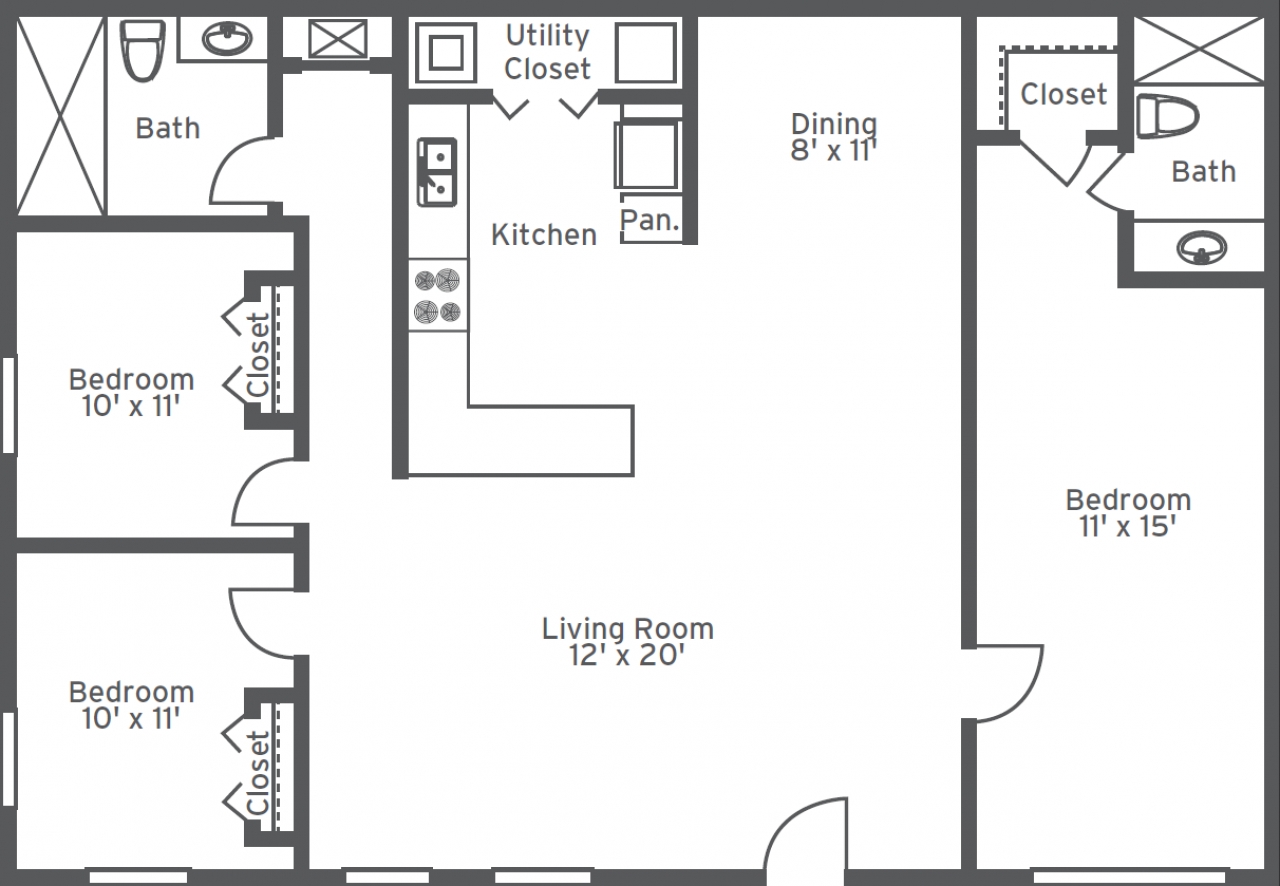 Utility
Closet
Closet
Dining
8' x 11'
Bath
Bath
Pan.
Kitchen
Closet
Bedroom
10' x 11'
Bedroom
11' x 15'
Living Room
12' x 20'
Bedroom
10' x 11'
Closet